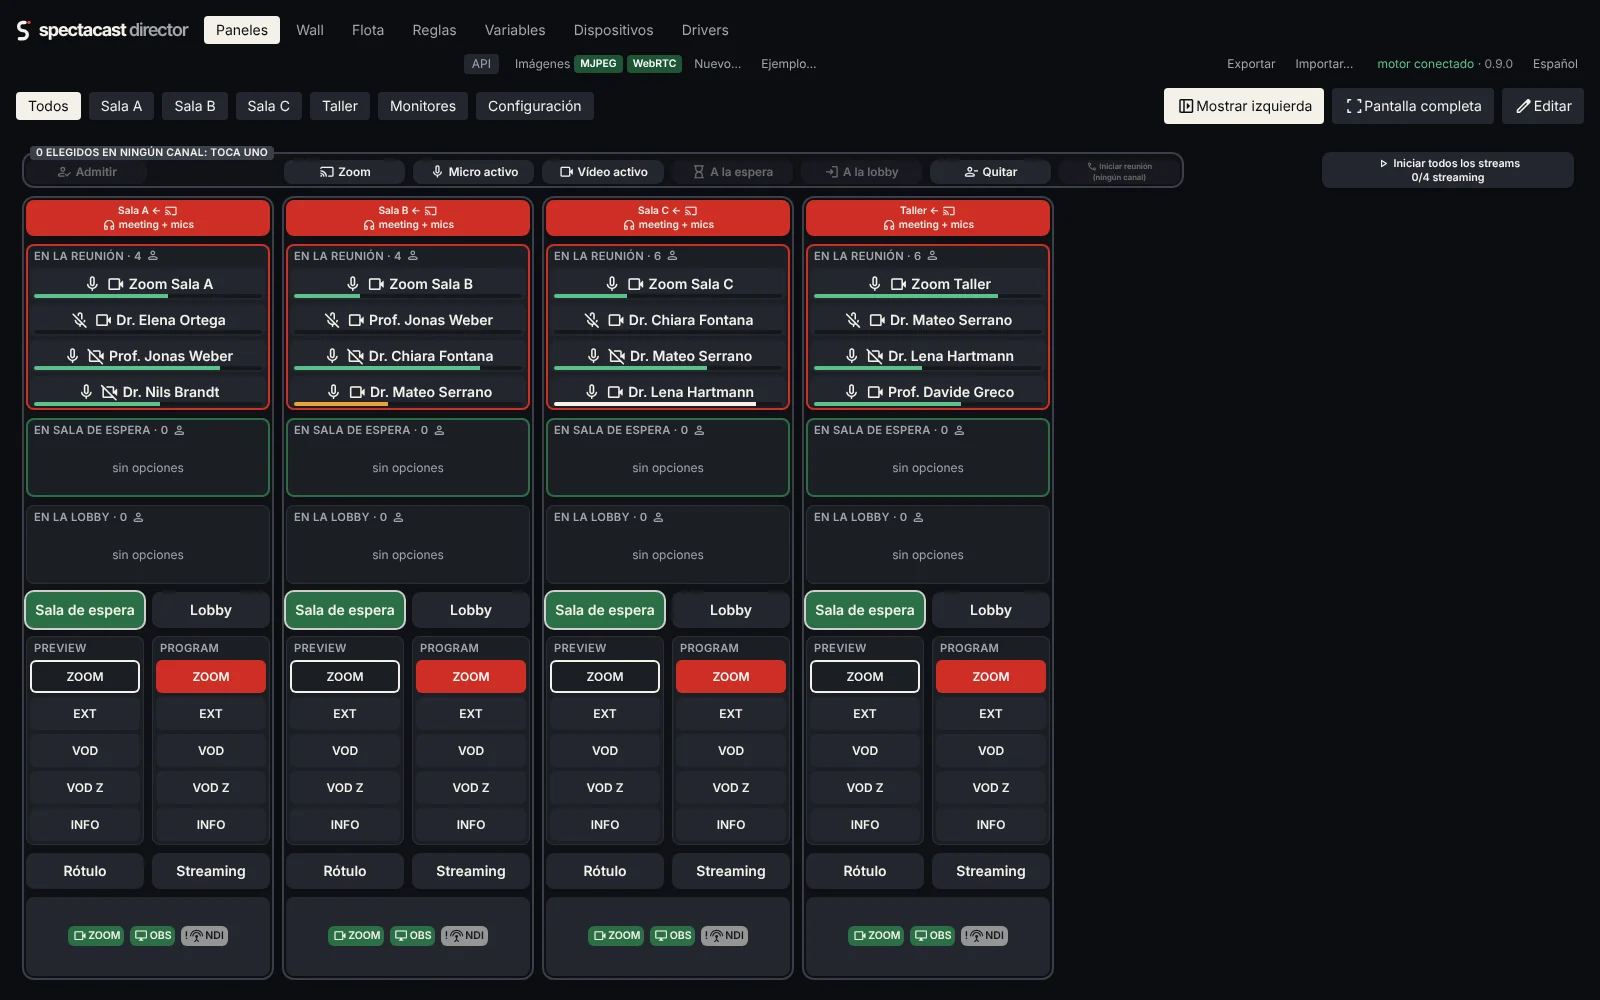 spectacast director
Paneles
Wall
Flota
Reglas
Variables
Dispositivos
Drivers
API
Imágenes
MJPEG
WebRTC
Nuevo...
Ejemplo...
Exportar
Importar...
motor conectado · 0.9.0
Español
Todos
Sala A
Sala B
Sala C
Taller
Monitores
Configuración
Mostrar izquierda
Pantalla completa
Editar
0 ELEGIDOS EN NINGÚN CANAL: TOCA UNO
Admitir
Zoom
Micro activo
Vídeo activo
A la espera
A la lobby
Quitar
Iniciar reunión
(ningún canal)
Iniciar todos los streams
0/4 streaming
Sala A ←
meeting + mics
EN LA REUNIÓN · 4
Zoom Sala A
Dr. Elena Ortega
Prof. Jonas Weber
Dr. Nils Brandt
EN SALA DE ESPERA · 0
sin opciones
EN LA LOBBY · 0
sin opciones
Sala de espera
Lobby
PREVIEW
ZOOM
EXT
VOD
VOD Z
INFO
PROGRAM
ZOOM
EXT
VOD
VOD Z
INFO
Rótulo
Streaming
ZOOM
OBS
! NDI
Sala B ←
meeting + mics
EN LA REUNIÓN · 4
Zoom Sala B
Prof. Jonas Weber
Dr. Chiara Fontana
Dr. Mateo Serrano
EN SALA DE ESPERA · 0
sin opciones
EN LA LOBBY · 0
sin opciones
Sala de espera
Lobby
PREVIEW
ZOOM
EXT
VOD
VOD Z
INFO
PROGRAM
ZOOM
EXT
VOD
VOD Z
INFO
Rótulo
Streaming
ZOOM
OBS
! NDI
Sala C ←
meeting + mics
EN LA REUNIÓN · 6
Zoom Sala C
Dr. Chiara Fontana
Dr. Mateo Serrano
Dr. Lena Hartmann
EN SALA DE ESPERA · 0
sin opciones
EN LA LOBBY · 0
sin opciones
Sala de espera
Lobby
PREVIEW
ZOOM
EXT
VOD
VOD Z
INFO
PROGRAM
ZOOM
EXT
VOD
VOD Z
INFO
Rótulo
Streaming
ZOOM
OBS
! NDI
Taller ←
meeting + mics
EN LA REUNIÓN · 6
Zoom Taller
Dr. Mateo Serrano
Dr. Lena Hartmann
Prof. Davide Greco
EN SALA DE ESPERA · 0
sin opciones
EN LA LOBBY · 0
sin opciones
Sala de espera
Lobby
PREVIEW
ZOOM
EXT
VOD
VOD Z
INFO
PROGRAM
ZOOM
EXT
VOD
VOD Z
INFO
Rótulo
Streaming
ZOOM
OBS
! NDI